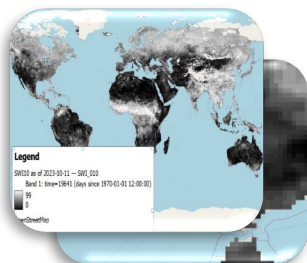 Legend
SWI10 as of 2023-10-11 — SWI_010
Band 1: time=19641 (days since 1970-01-01 12:00:00)
99
0
enStreetMap